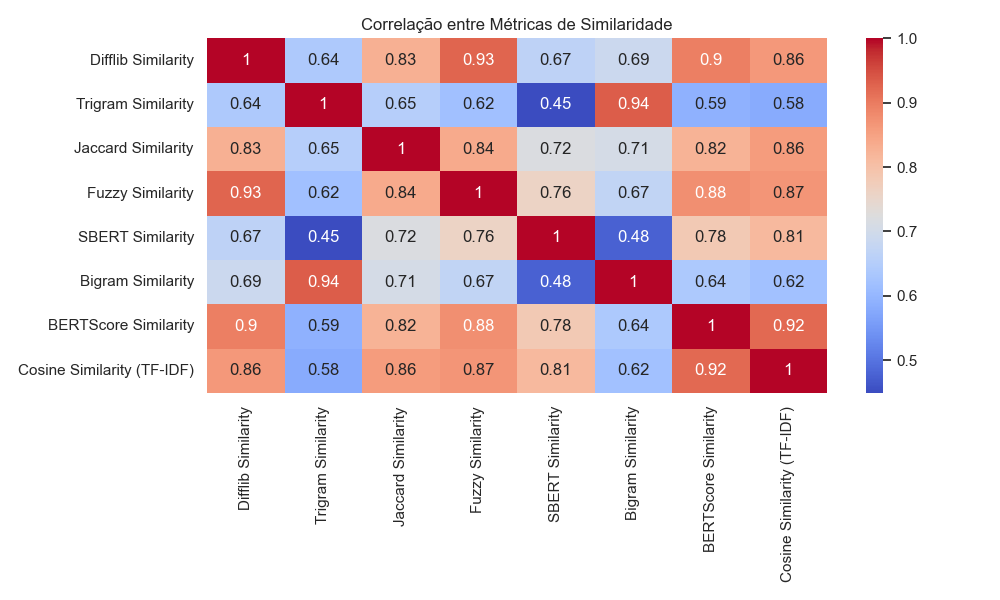 Correlação entre Métricas de Similaridade
Difflib Similarity 1 0.64 0.83 0.93 0.67 0.69 0.9 0.86
Trigram Similarity 0.64 1 0.65 0.62 0.45 0.94 0.59 0.58
Jaccard Similarity 0.83 0.65 1 0.84 0.72 0.71 0.82 0.86
Fuzzy Similarity 0.93 0.62 0.84 1 0.76 0.67 0.88 0.87
SBERT Similarity 0.67 0.45 0.72 0.76 1 0.48 0.78 0.81
Bigram Similarity 0.69 0.94 0.71 0.67 0.48 1 0.64 0.62
BERTScore Similarity 0.9 0.59 0.82 0.88 0.78 0.64 1 0.92
Cosine Similarity (TF-IDF) 0.86 0.58 0.86 0.87 0.81 0.62 0.92 1
Difflib Similarity
Trigram Similarity
Jaccard Similarity
Fuzzy Similarity
SBERT Similarity
Bigram Similarity
BERTScore Similarity
Cosine Similarity (TF-IDF)
1.0
0.9
0.8
0.7
0.6
0.5